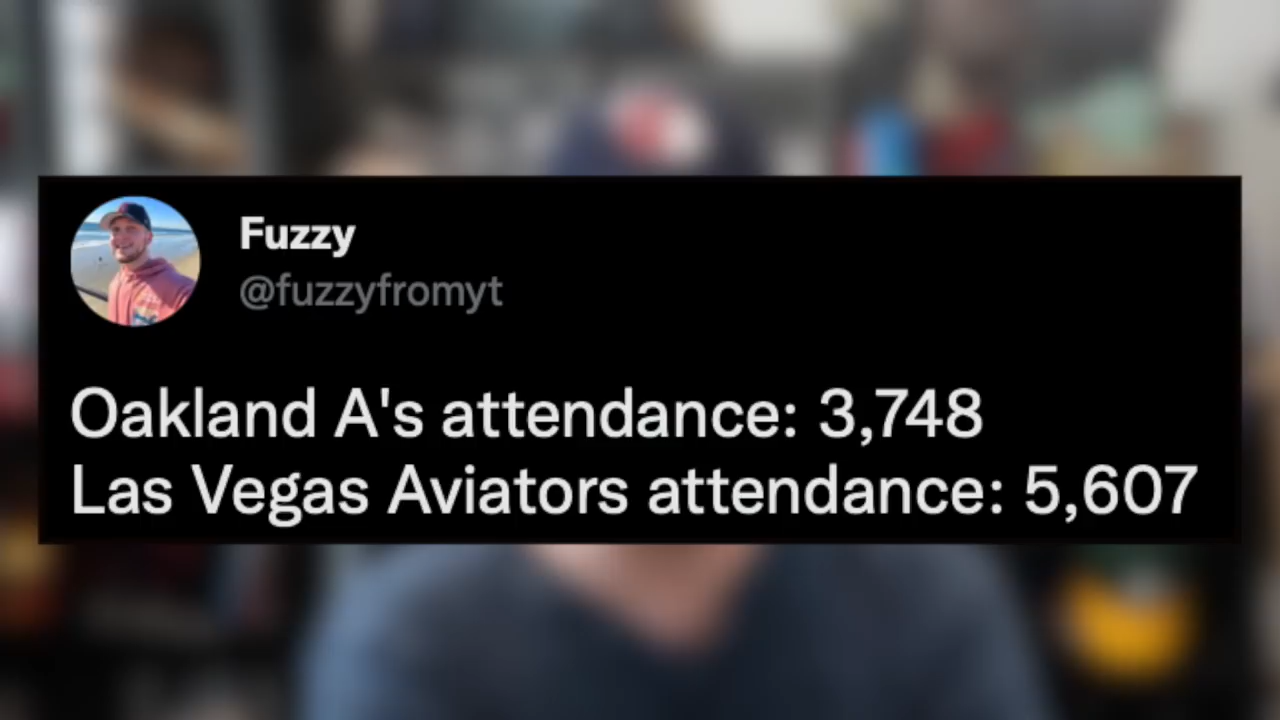 Fuzzy
@fuzzyfromyt
Oakland A's attendance: 3,748
Las Vegas Aviators attendance: 5,607